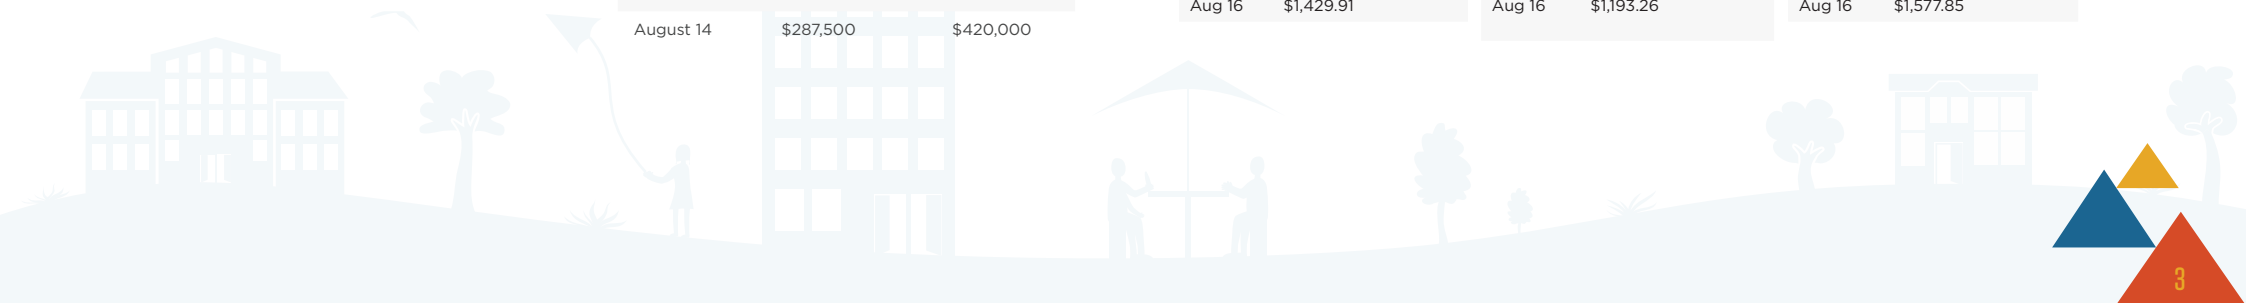 Aug 16 $1,429.91
Aug 16 $1,193.26
Aug 16 $1,577.85
August 14 $287,500 $420,000
3